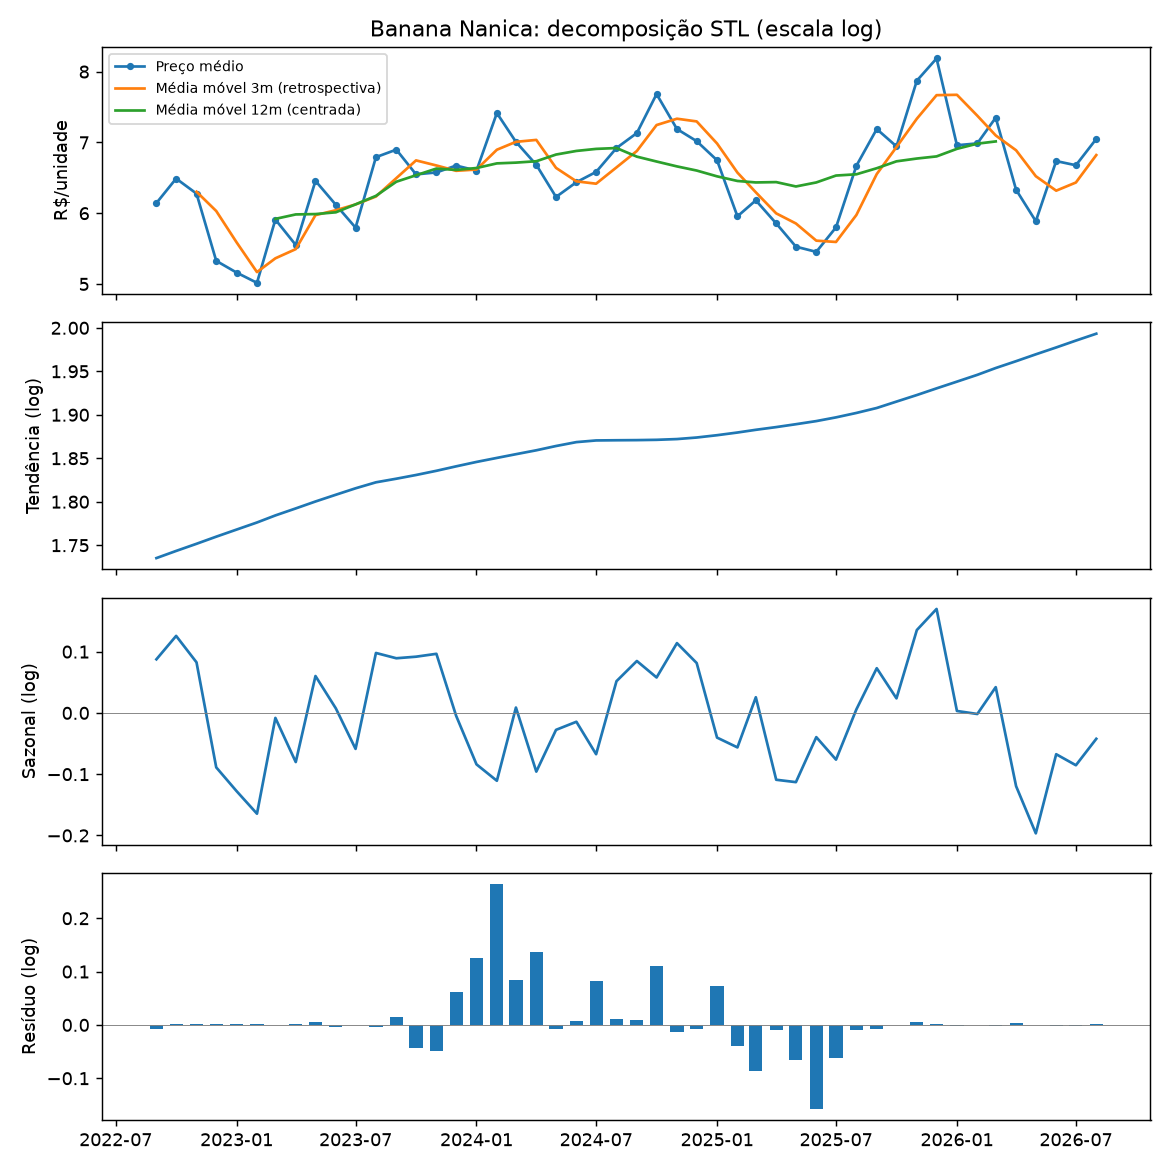 Banana Nanica: decomposição STL (escala log)
Preço médio
Média móvel 3m (retrospectiva)
Média móvel 12m (centrada)
R$/unidade
8
7
6
5
Tendência (log)
2.00
1.95
1.90
1.85
1.80
1.75
Sazonal (log)
0.1
0.0
−0.1
−0.2
Resíduo (log)
0.2
0.1
0.0
−0.1
2022-07 2023-01 2023-07 2024-01 2024-07 2025-01 2025-07 2026-01 2026-07